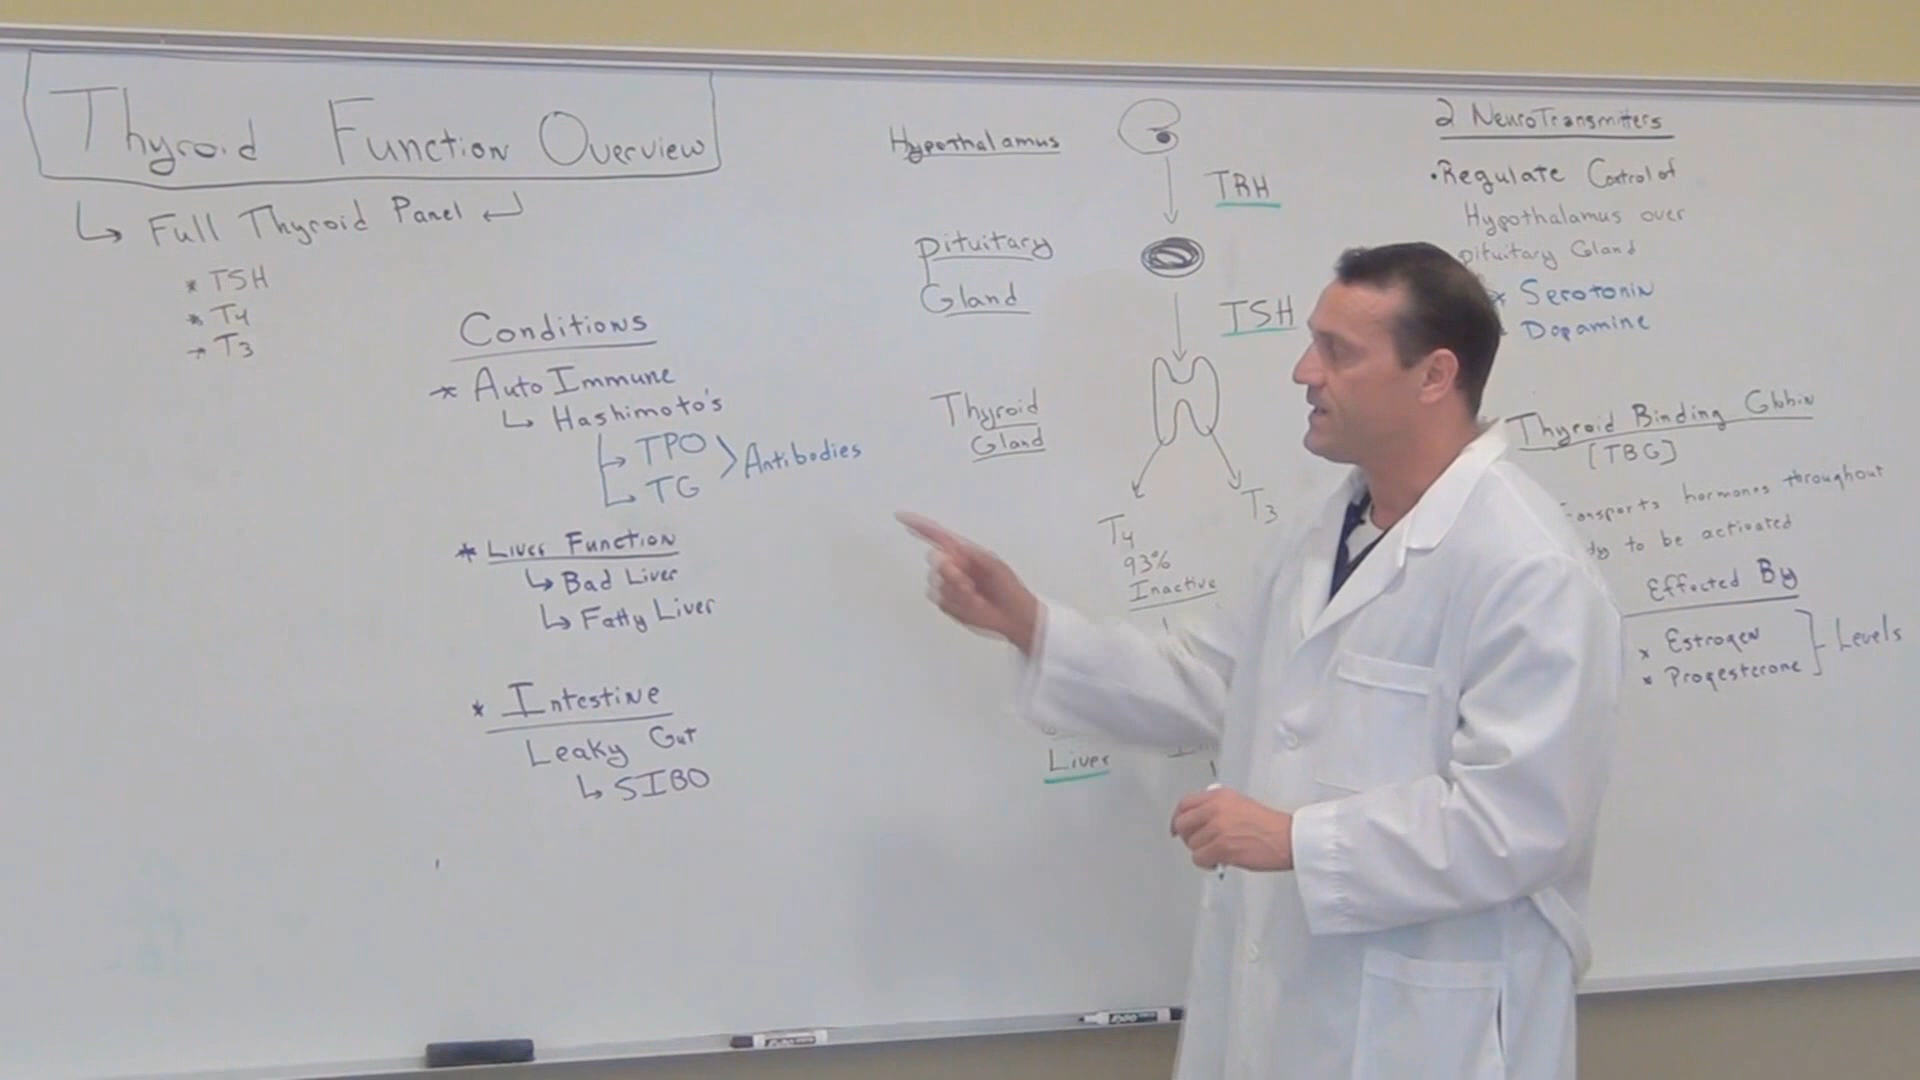 Thyroid Function Overview
Full Thyroid Panel
* TSH
* T4
→ T3
Conditions
* Auto Immune
Hashimoto's
TPO
TG
Antibodies
* Liver Function
Bad Liver
Fatty Liver
* Intestine
Leaky Gut
SIBO
Hypothalamus
TRH
Pituitary
Gland
TSH
Thyroid
Gland
T4
93%
Inactive
T3
Liver
2 NeuroTransmitters
• Regulate Control of
Hypothalamus over
pituitary Gland
* Serotonin
Dopamine
Thyroid Binding Globin
[TBG]
hormones throughout
to be activated
Effected By
* Estrogen
* Progesterone
Levels
EXPO
EXPO